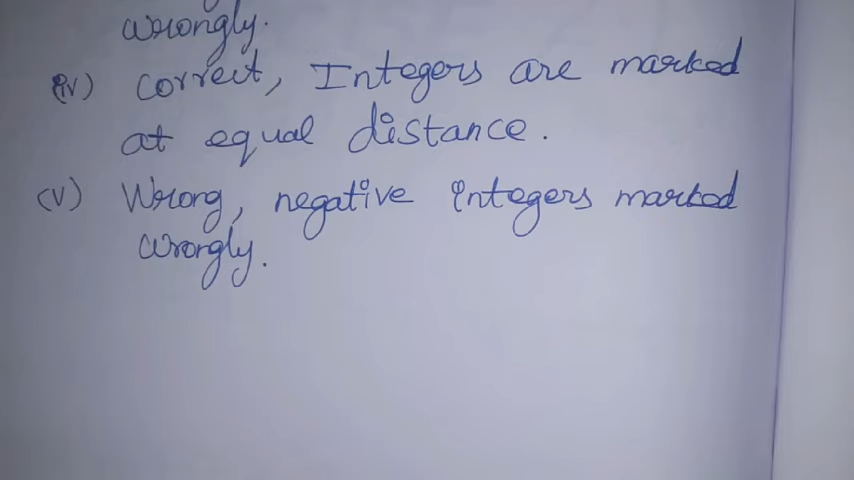 wrongly.
(iv) correct, Integers are marked
at equal distance.
(v) Wrong, negative integers marked
wrongly.